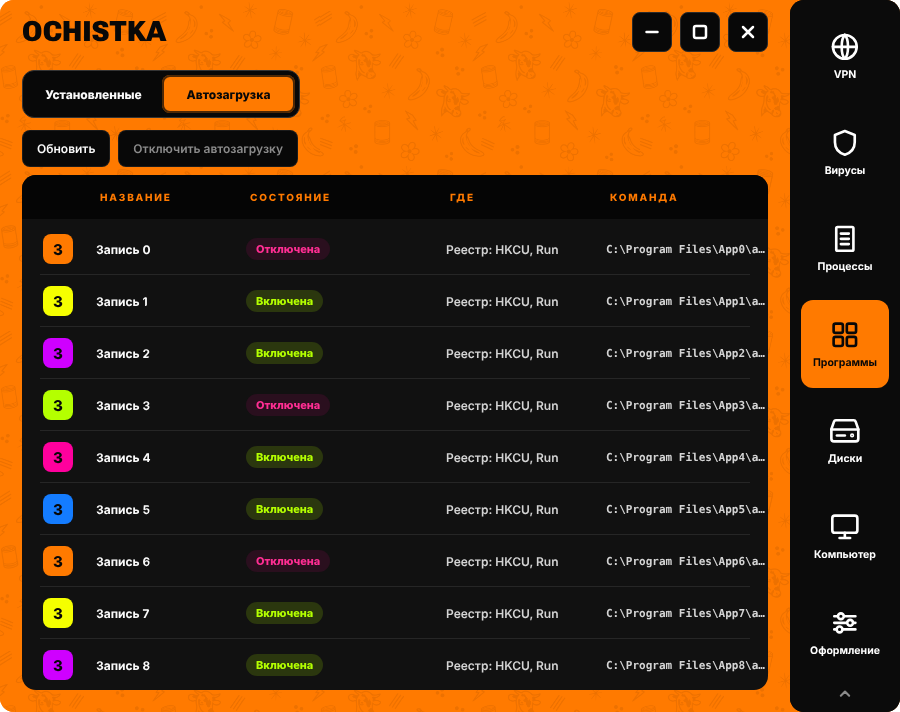 OCHISTKA
Установленные Автозагрузка
Обновить Отключить автозагрузку
НАЗВАНИЕ СОСТОЯНИЕ ГДЕ КОМАНДА
З Запись 0 Отключена Реестр: HKCU, Run C:\Program Files\App0\a…
З Запись 1 Включена Реестр: HKCU, Run C:\Program Files\App1\a…
З Запись 2 Включена Реестр: HKCU, Run C:\Program Files\App2\a…
З Запись 3 Отключена Реестр: HKCU, Run C:\Program Files\App3\a…
З Запись 4 Включена Реестр: HKCU, Run C:\Program Files\App4\a…
З Запись 5 Включена Реестр: HKCU, Run C:\Program Files\App5\a…
З Запись 6 Отключена Реестр: HKCU, Run C:\Program Files\App6\a…
З Запись 7 Включена Реестр: HKCU, Run C:\Program Files\App7\a…
З Запись 8 Включена Реестр: HKCU, Run C:\Program Files\App8\a…
VPN
Вирусы
Процессы
Программы
Диски
Компьютер
Оформление